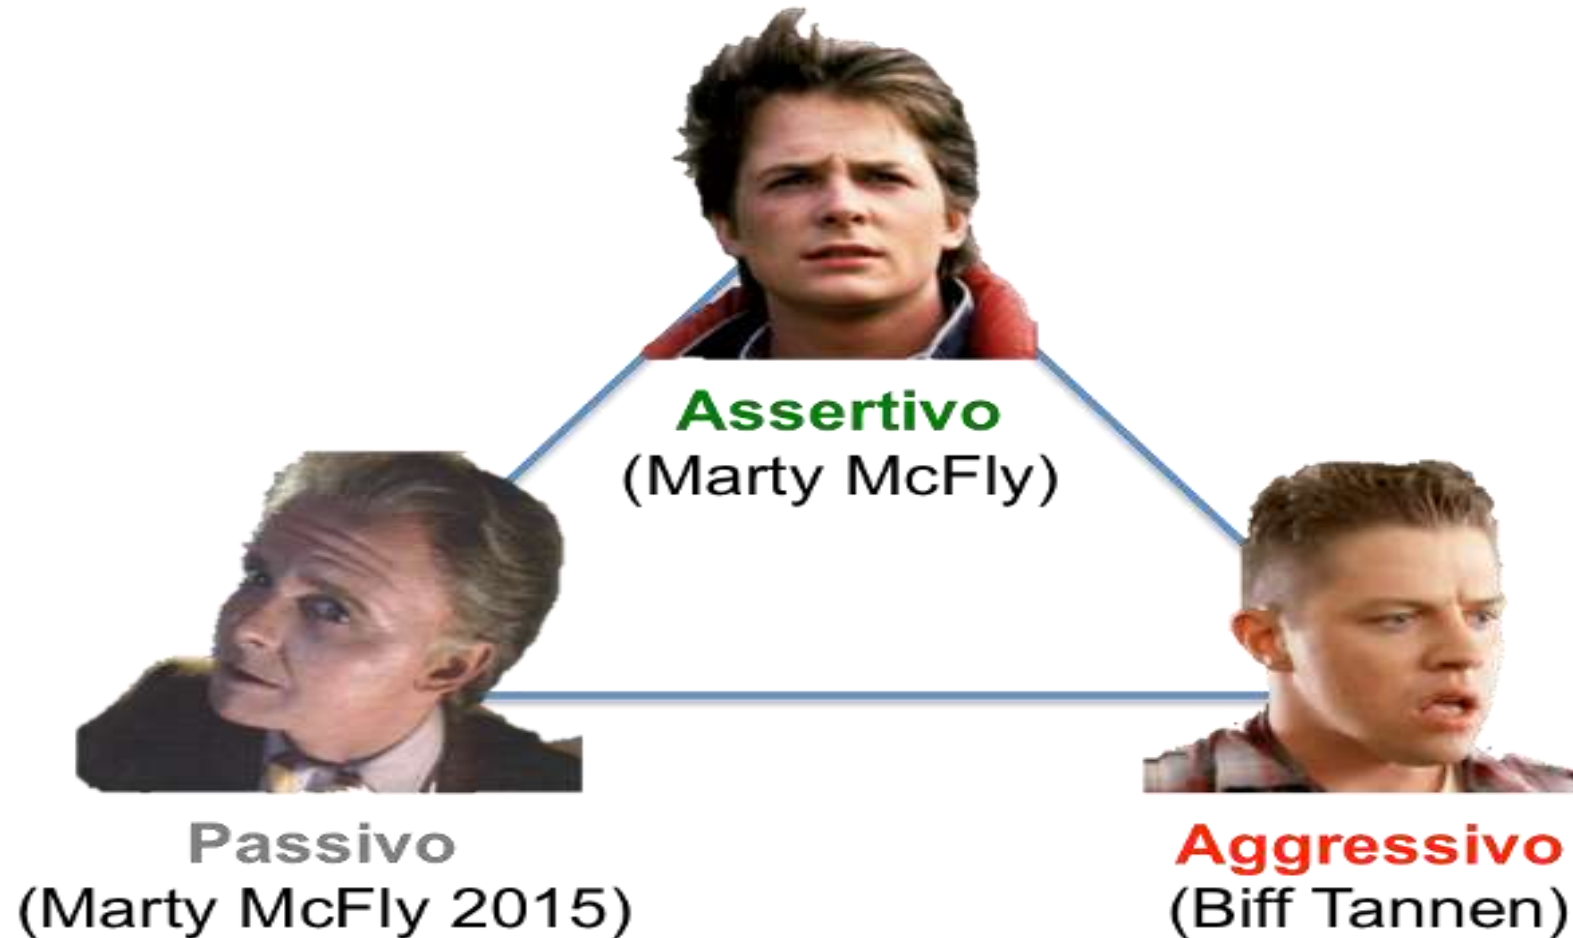 Assertivo
(Marty McFly)
Passivo
(Marty McFly 2015)
Aggressivo
(Biff Tannen)